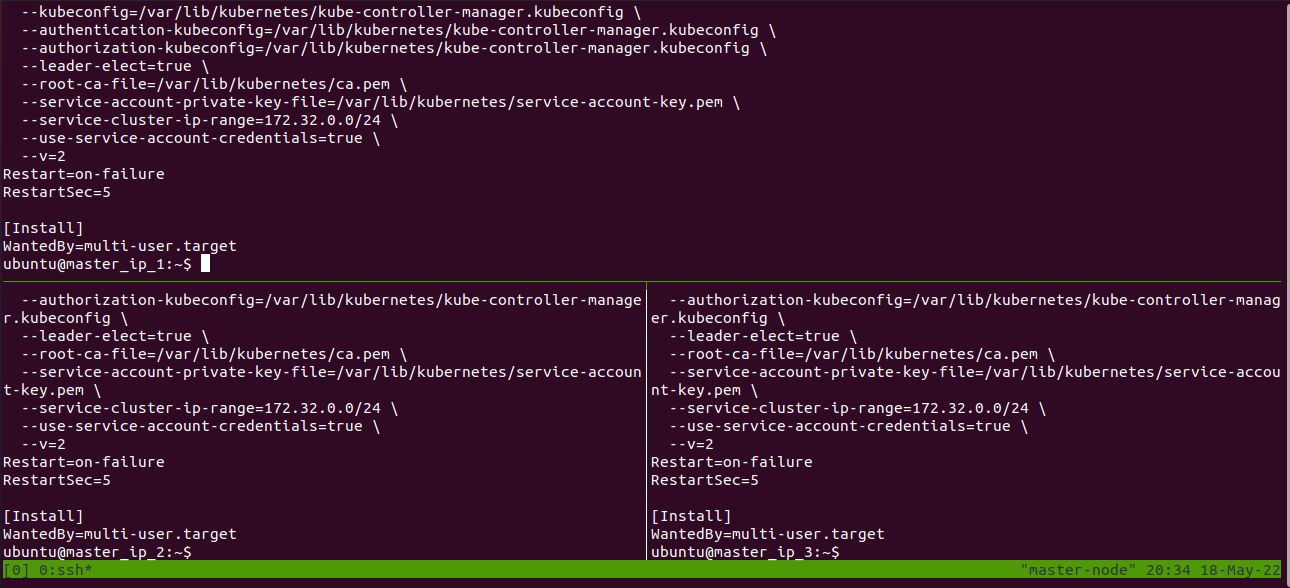 --kubeconfig=/var/lib/kubernetes/kube-controller-manager.kubeconfig \
  --authentication-kubeconfig=/var/lib/kubernetes/kube-controller-manager.kubeconfig \
  --authorization-kubeconfig=/var/lib/kubernetes/kube-controller-manager.kubeconfig \
  --leader-elect=true \
  --root-ca-file=/var/lib/kubernetes/ca.pem \
  --service-account-private-key-file=/var/lib/kubernetes/service-account-key.pem \
  --service-cluster-ip-range=172.32.0.0/24 \
  --use-service-account-credentials=true \
  --v=2
Restart=on-failure
RestartSec=5

[Install]
WantedBy=multi-user.target
ubuntu@master_ip_1:~$
  --authorization-kubeconfig=/var/lib/kubernetes/kube-controller-manage
r.kubeconfig \
  --leader-elect=true \
  --root-ca-file=/var/lib/kubernetes/ca.pem \
  --service-account-private-key-file=/var/lib/kubernetes/service-accoun
t-key.pem \
  --service-cluster-ip-range=172.32.0.0/24 \
  --use-service-account-credentials=true \
  --v=2
Restart=on-failure
RestartSec=5

[Install]
WantedBy=multi-user.target
ubuntu@master_ip_2:~$
  --authorization-kubeconfig=/var/lib/kubernetes/kube-controller-manag
er.kubeconfig \
  --leader-elect=true \
  --root-ca-file=/var/lib/kubernetes/ca.pem \
  --service-account-private-key-file=/var/lib/kubernetes/service-accou
nt-key.pem \
  --service-cluster-ip-range=172.32.0.0/24 \
  --use-service-account-credentials=true \
  --v=2
Restart=on-failure
RestartSec=5

[Install]
WantedBy=multi-user.target
ubuntu@master_ip_3:~$
[0] 0:ssh* "master-node" 20:34 18-May-22